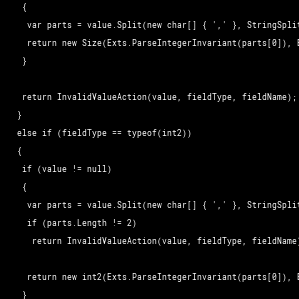 {
var parts = value.Split(new char[] { ',' }, StringSplit
return new Size(Exts.ParseIntegerInvariant(parts[0]), E
}
return InvalidValueAction(value, fieldType, fieldName);
}
else if (fieldType == typeof(int2))
{
if (value != null)
{
var parts = value.Split(new char[] { ',' }, StringSplit
if (parts.Length != 2)
return InvalidValueAction(value, fieldType, fieldName)
return new int2(Exts.ParseIntegerInvariant(parts[0]), E
}